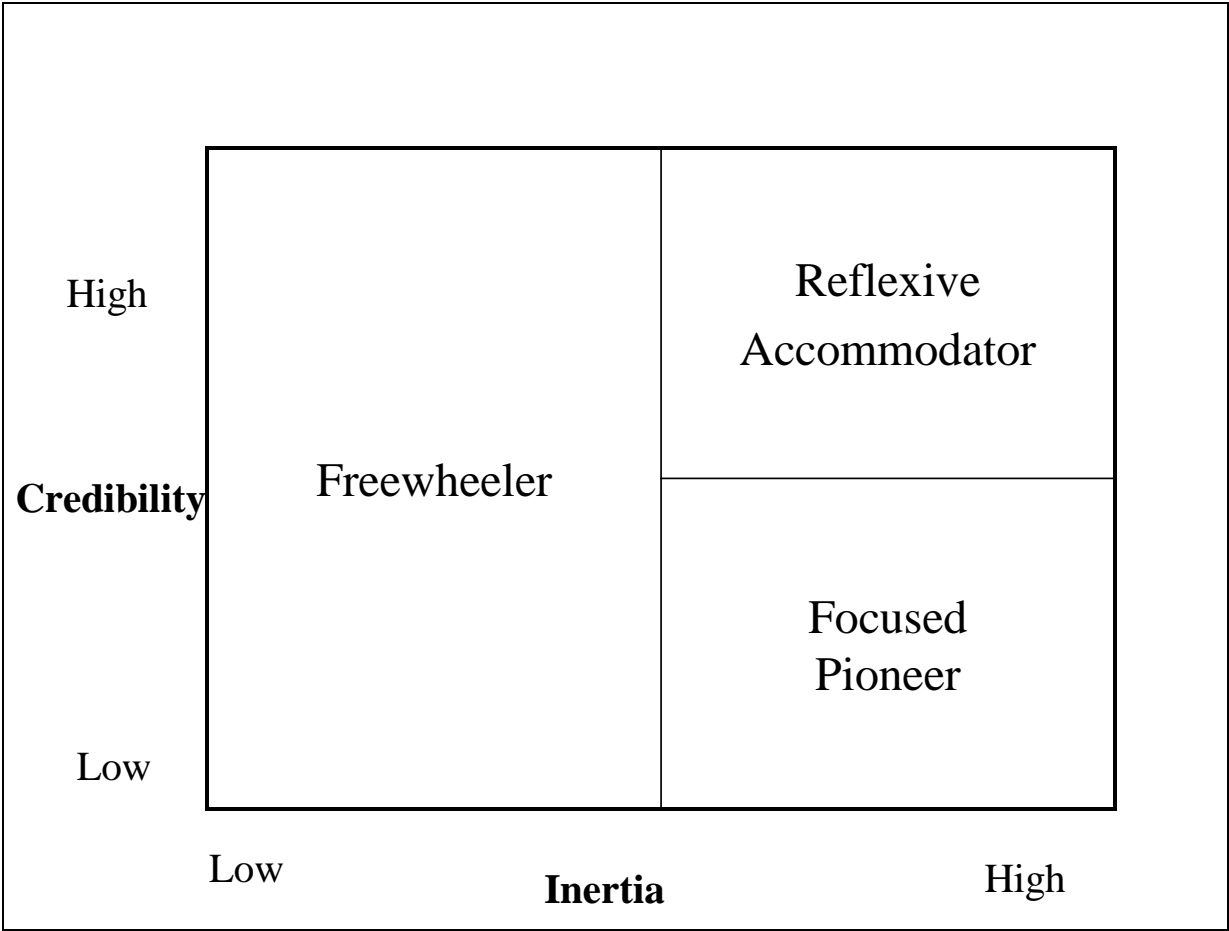 High
Reflexive
Accommodator
Credibility
Freewheeler
Focused
Pioneer
Low
Low
Inertia
High